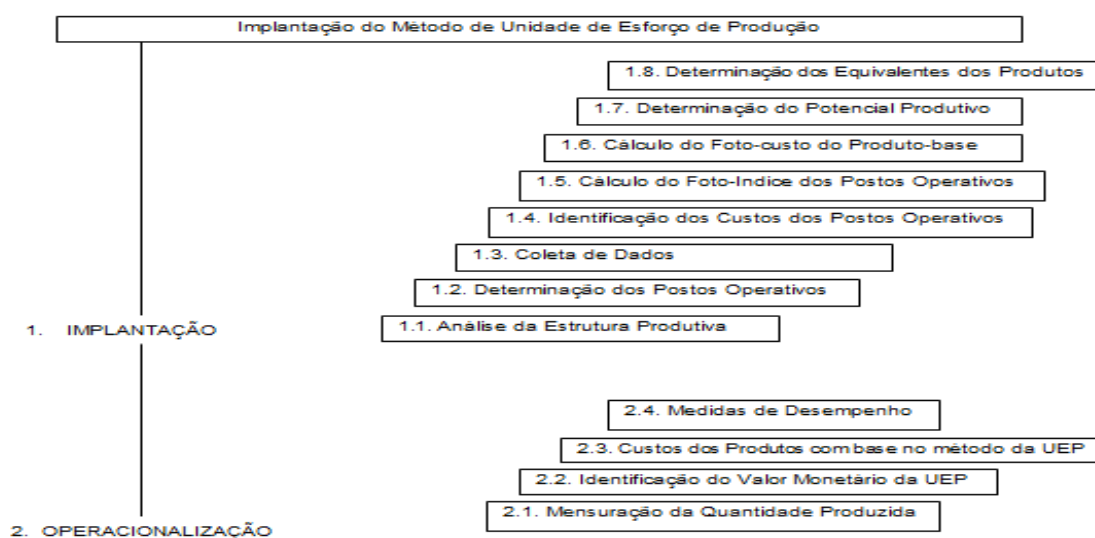 Implantação do Método de Unidade de Esforço de Produção
1.8. Determinação dos Equivalentes dos Produtos
1.7. Determinação do Potencial Produtivo
1.6. Cálculo do Foto-custo do Produto-base
1.5. Cálculo do Foto-Indice dos Postos Operativos
1.4. Identificação dos Custos dos Postos Operativos
1.3. Coleta de Dados
1.2. Determinação dos Postos Operativos
1.1. Análise da Estrutura Produtiva
1. IMPLANTAÇÃO
2.4. Medidas de Desempenho
2.3. Custos dos Produtos com base no método da UEP
2.2. Identificação do Valor Monetário da UEP
2.1. Mensuração da Quantidade Produzida
2. OPERACIONALIZAÇÃO